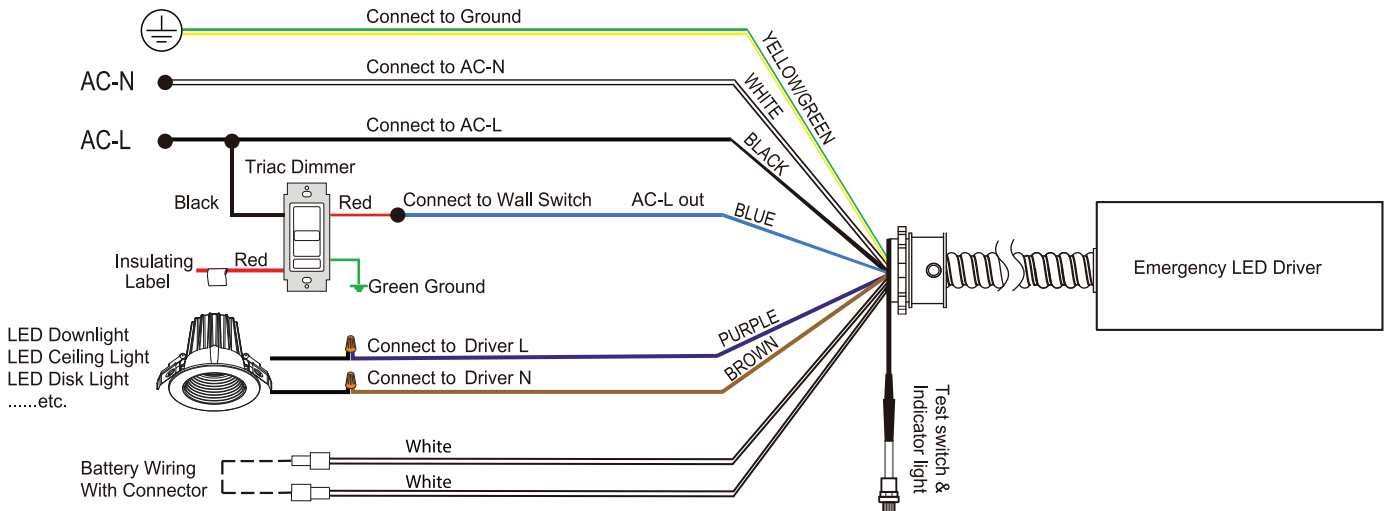 Connect to Ground
YELLOW/GREEN
AC-N
Connect to AC-N
WHITE
AC-L
Connect to AC-L
BLACK
Triac Dimmer
Black
Red
Connect to Wall Switch
AC-L out
BLUE
Insulating
Label
Red
Green Ground
Emergency LED Driver
LED Downlight
LED Ceiling Light
LED Disk Light
......etc.
Connect to Driver L
PURPLE
Connect to Driver N
BROWN
Test switch &
Indicator light
Battery Wiring
With Connector
White
White